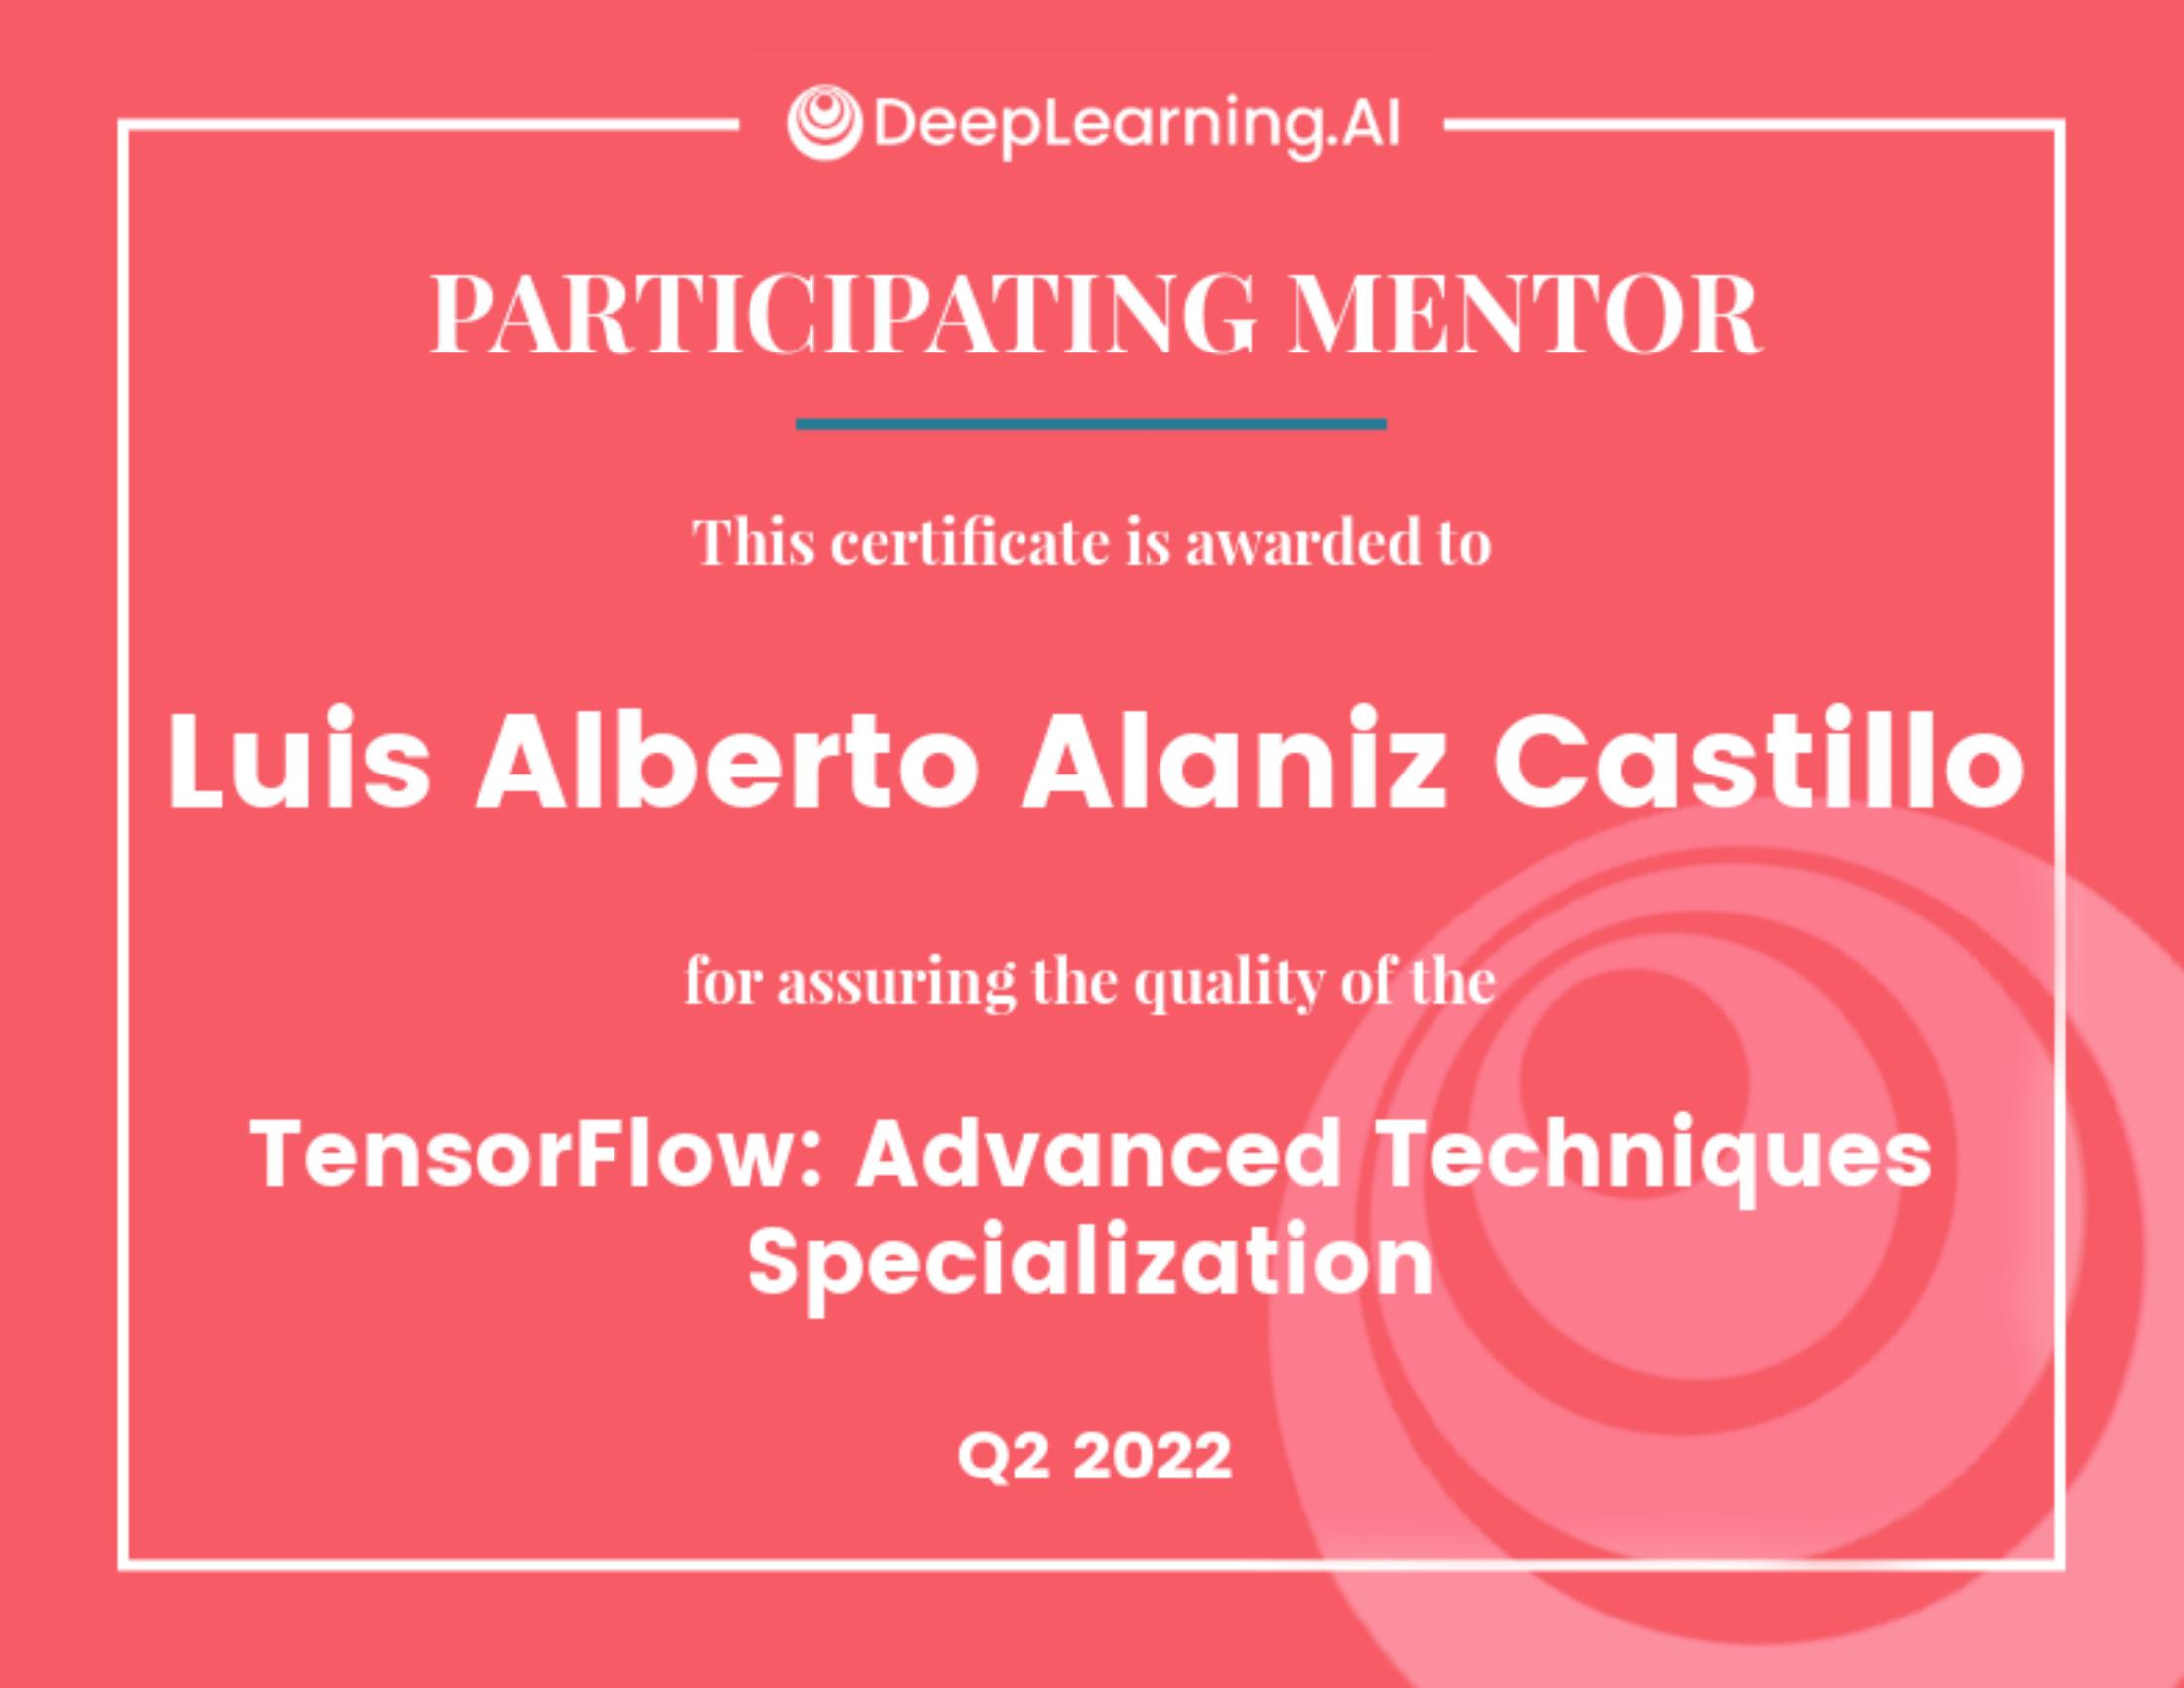 DeepLearning.AI
PARTICIPATING MENTOR
This certificate is awarded to
Luis Alberto Alaniz Castillo
for assuring the quality of the
TensorFlow: Advanced Techniques
Specialization
Q2 2022